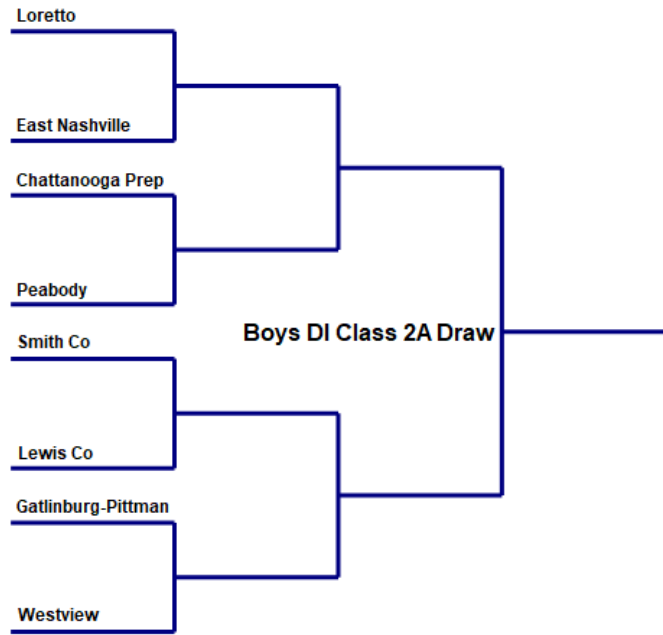 Loretto
East Nashville
Chattanooga Prep
Peabody
Boys DI Class 2A Draw
Smith Co
Lewis Co
Gatlinburg-Pittman
Westview